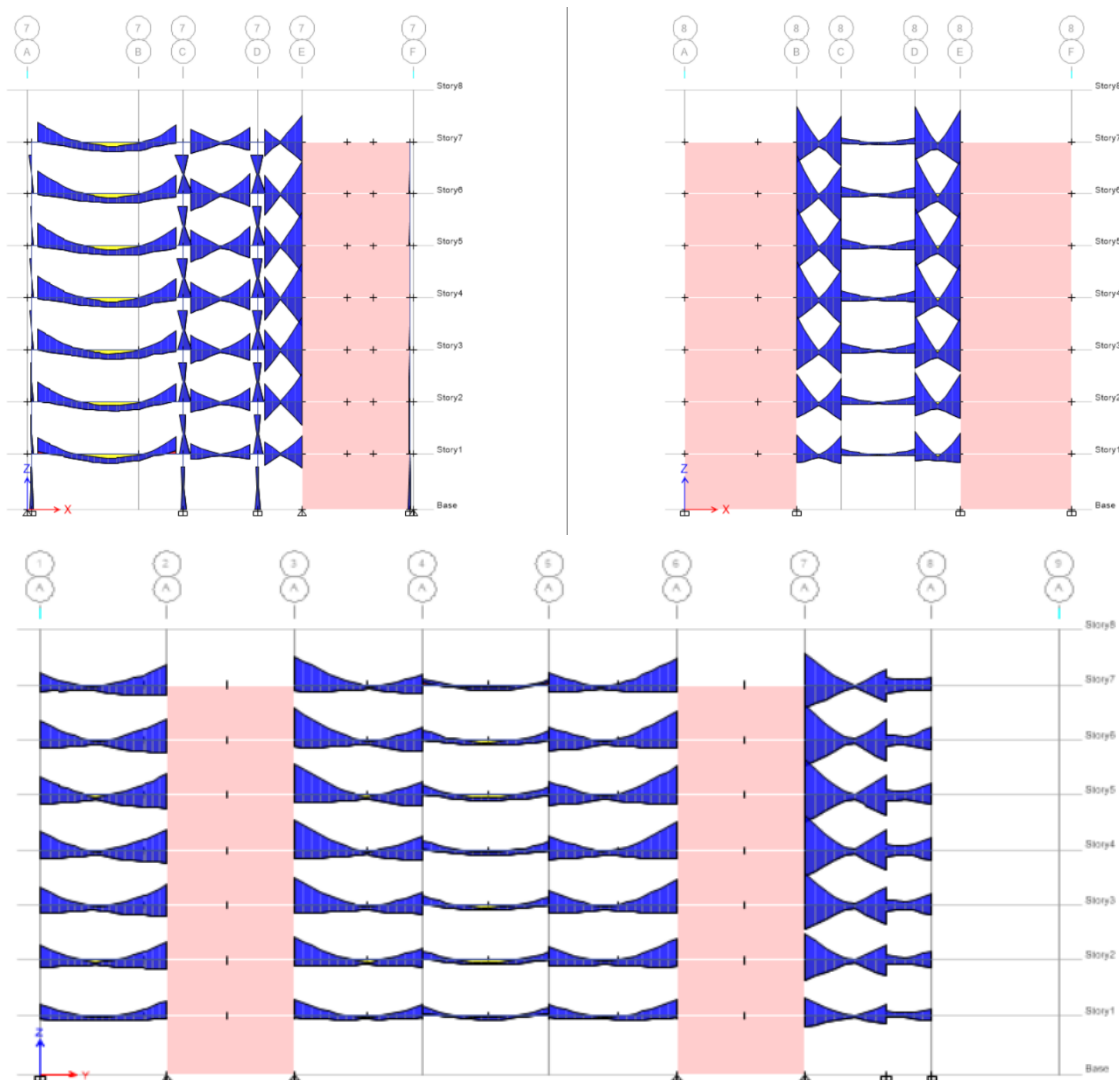 7 7 7 7 7 7
A B C D E F
Story8
Story7
Story6
Story5
Story4
Story3
Story2
Story1
Z
X
Base
8 8 8 8 8 8
A B C D E F
Story8
Story7
Story6
Story5
Story4
Story3
Story2
Story1
Z
X
Base
1 2 3 4 5 6 7 8 9
A A A A A A A A A
Story8
Story7
Story6
Story5
Story4
Story3
Story2
Story1
Z
Y
Base